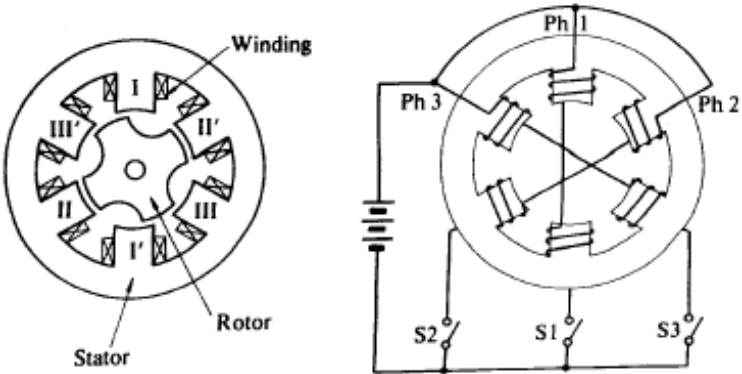 Winding
I
II'
III
I'
II
III'
Rotor
Stator
Ph 1
Ph 2
Ph 3
S2
S1
S3